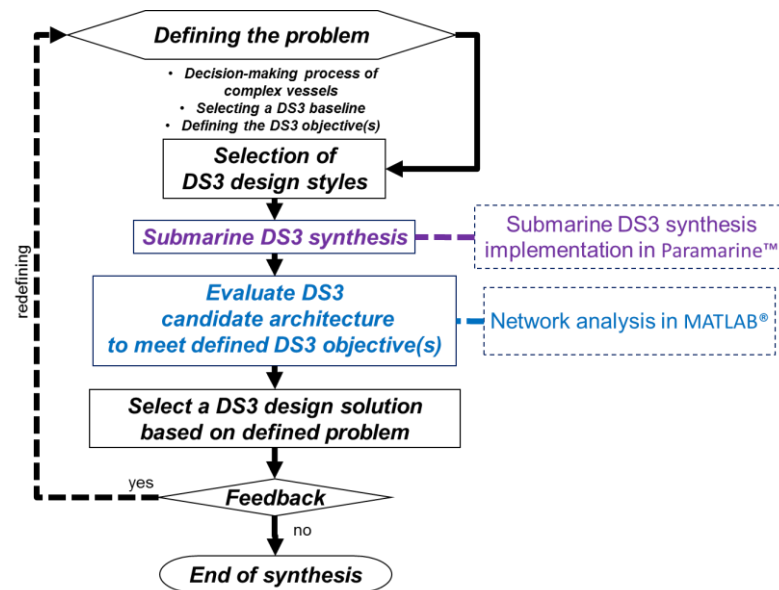 Defining the problem
• Decision-making process of
complex vessels
• Selecting a DS3 baseline
• Defining the DS3 objective(s)
Selection of
DS3 design styles
Submarine DS3 synthesis
Submarine DS3 synthesis
implementation in Paramarine™
redefining
Evaluate DS3
candidate architecture
to meet defined DS3 objective(s)
Network analysis in MATLAB®
Select a DS3 design solution
based on defined problem
yes
Feedback
no
End of synthesis